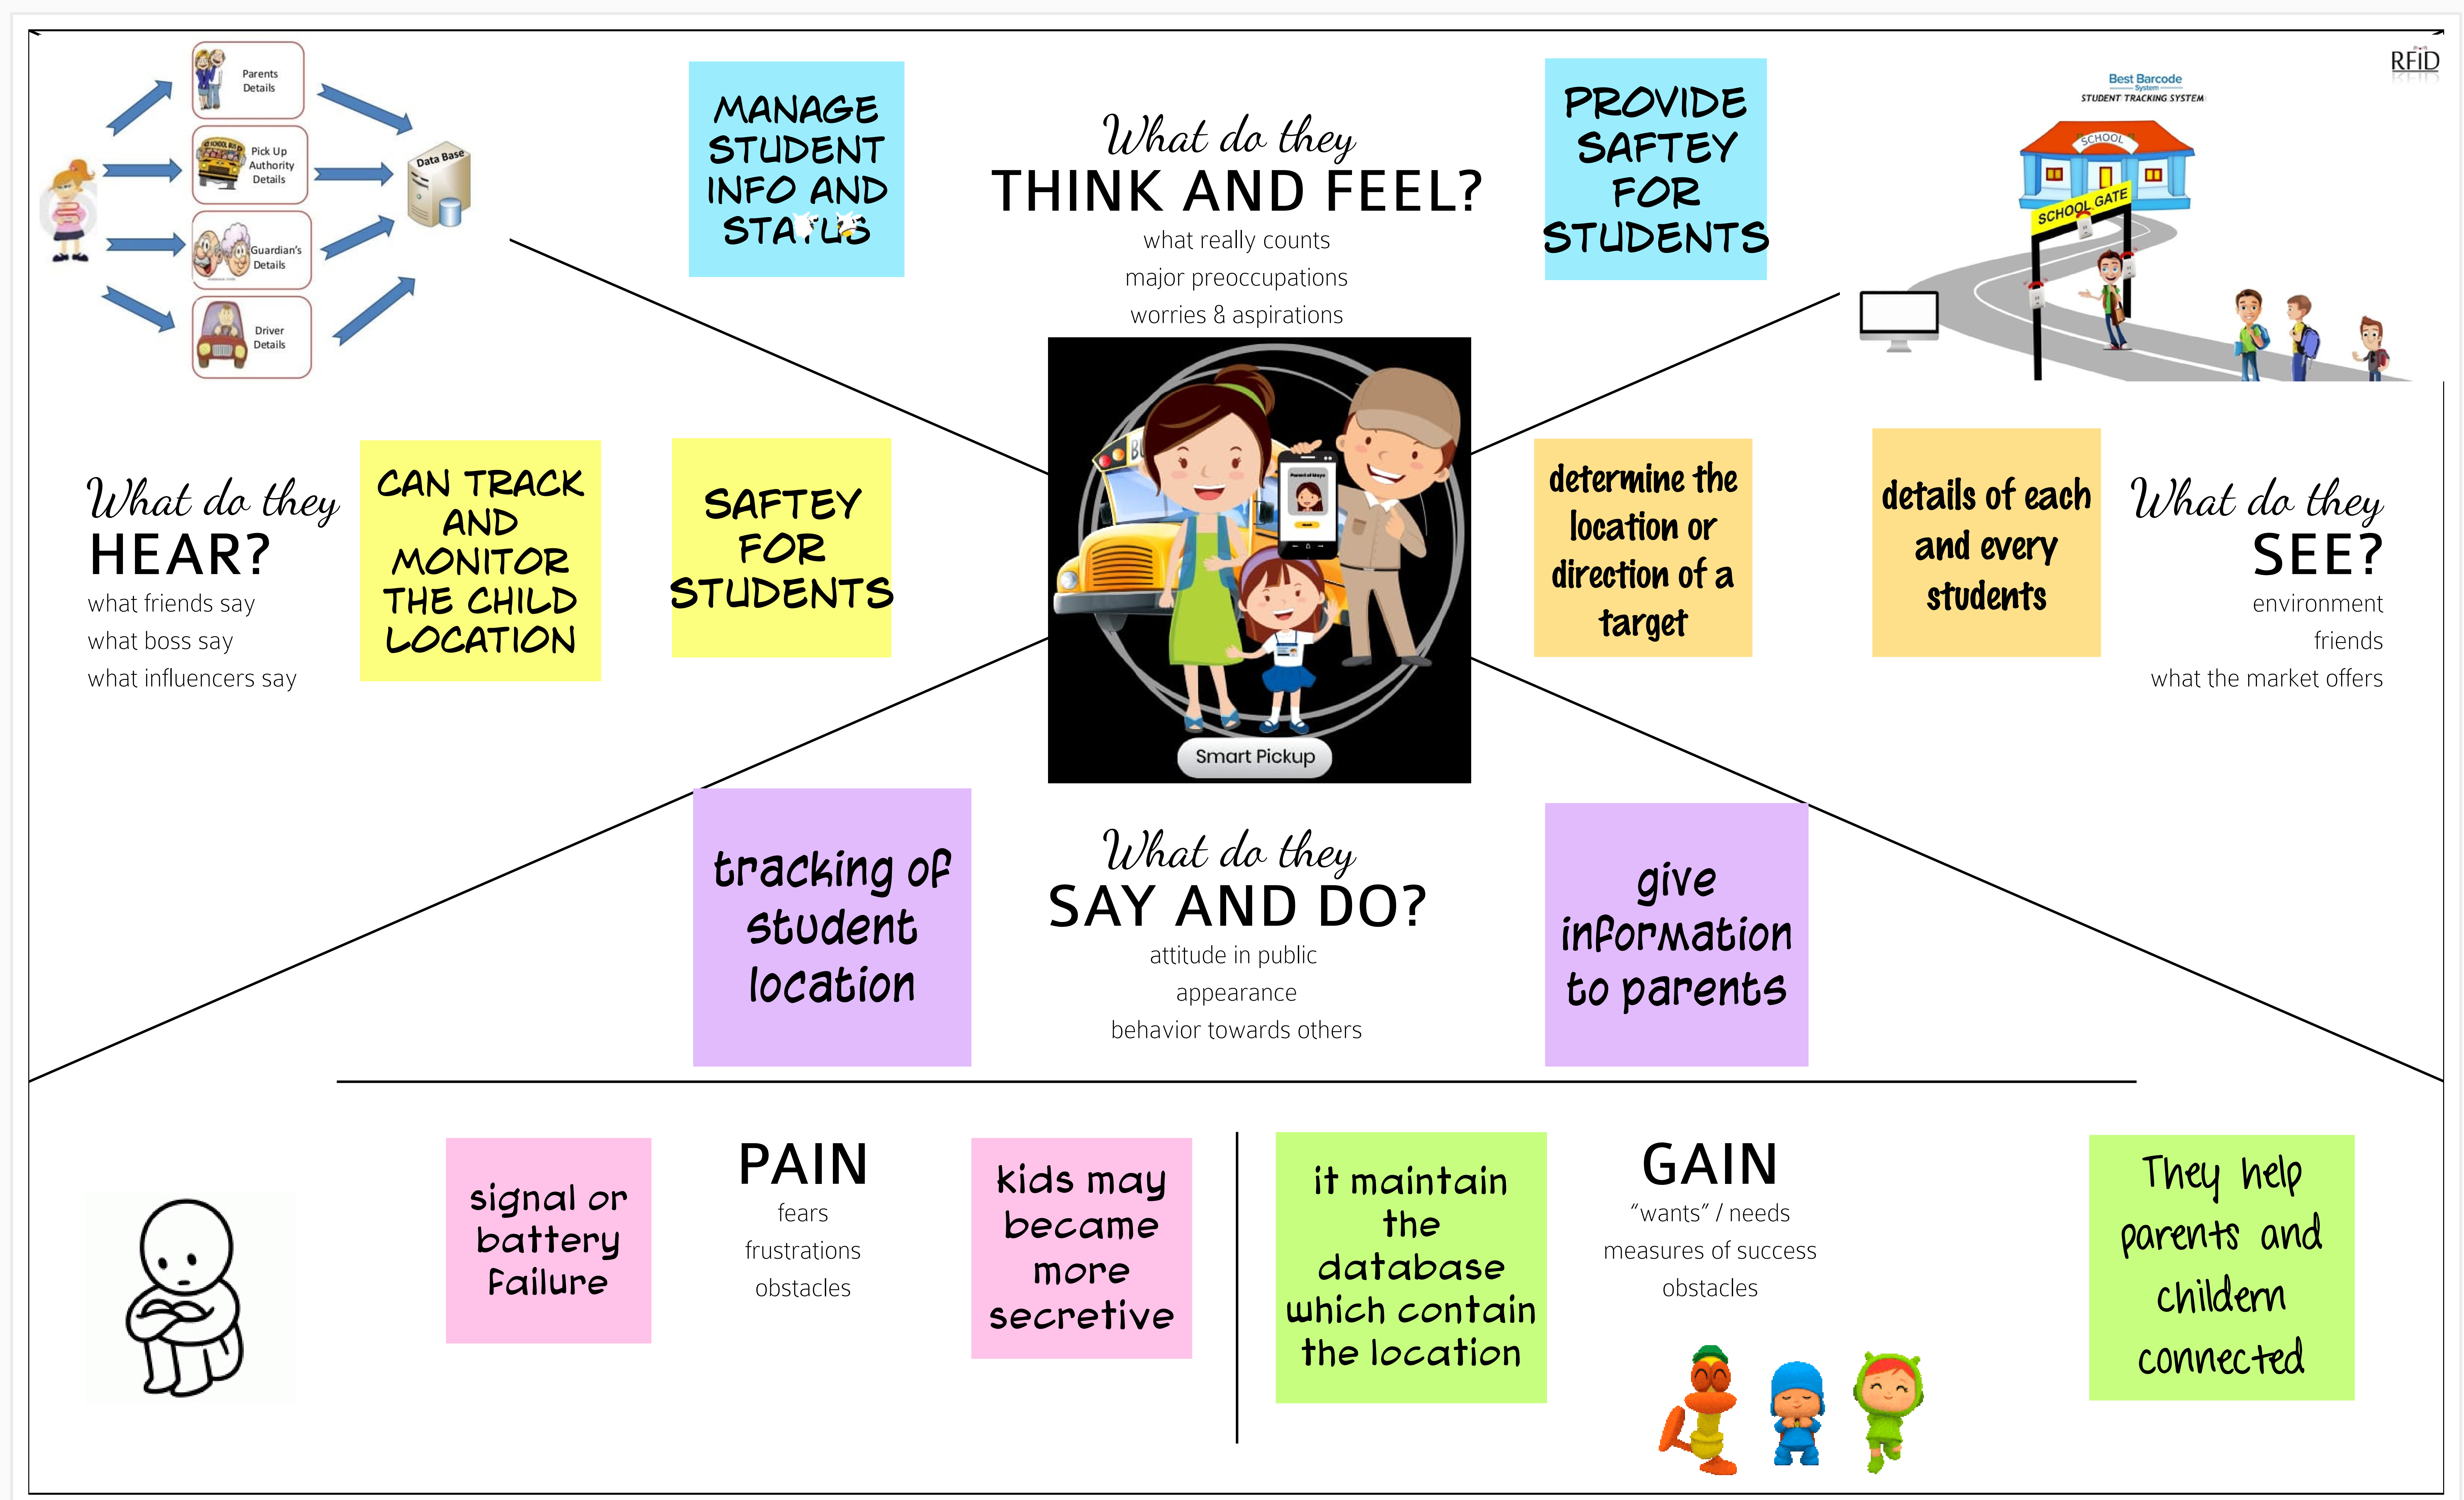 Parents
Details
Pick Up
Authority
Details
Guardian's
Details
Driver
Details
Data Base
SCHOOL BUS
MANAGE
STUDENT
INFO AND
STATUS
What do they
THINK AND FEEL?
what really counts
major preoccupations
worries & aspirations
PROVIDE
SAFTEY
FOR
STUDENTS
RFiD
Best Barcode
System
STUDENT TRACKING SYSTEM
SCHOOL
SCHOOL GATE
What do they
HEAR?
what friends say
what boss say
what influencers say
CAN TRACK
AND
MONITOR
THE CHILD
LOCATION
SAFTEY
FOR
STUDENTS
BU
Smart Pickup
determine the
location or
direction of a
target
details of each
and every
students
What do they
SEE?
environment
friends
what the market offers
tracking of
student
location
What do they
SAY AND DO?
attitude in public
appearance
behavior towards others
give
information
to parents
signal or
battery
failure
PAIN
fears
frustrations
obstacles
kids may
became
more
secretive
it maintain
the
database
which contain
the location
GAIN
"wants" / needs
measures of success
obstacles
They help
parents and
childern
connected